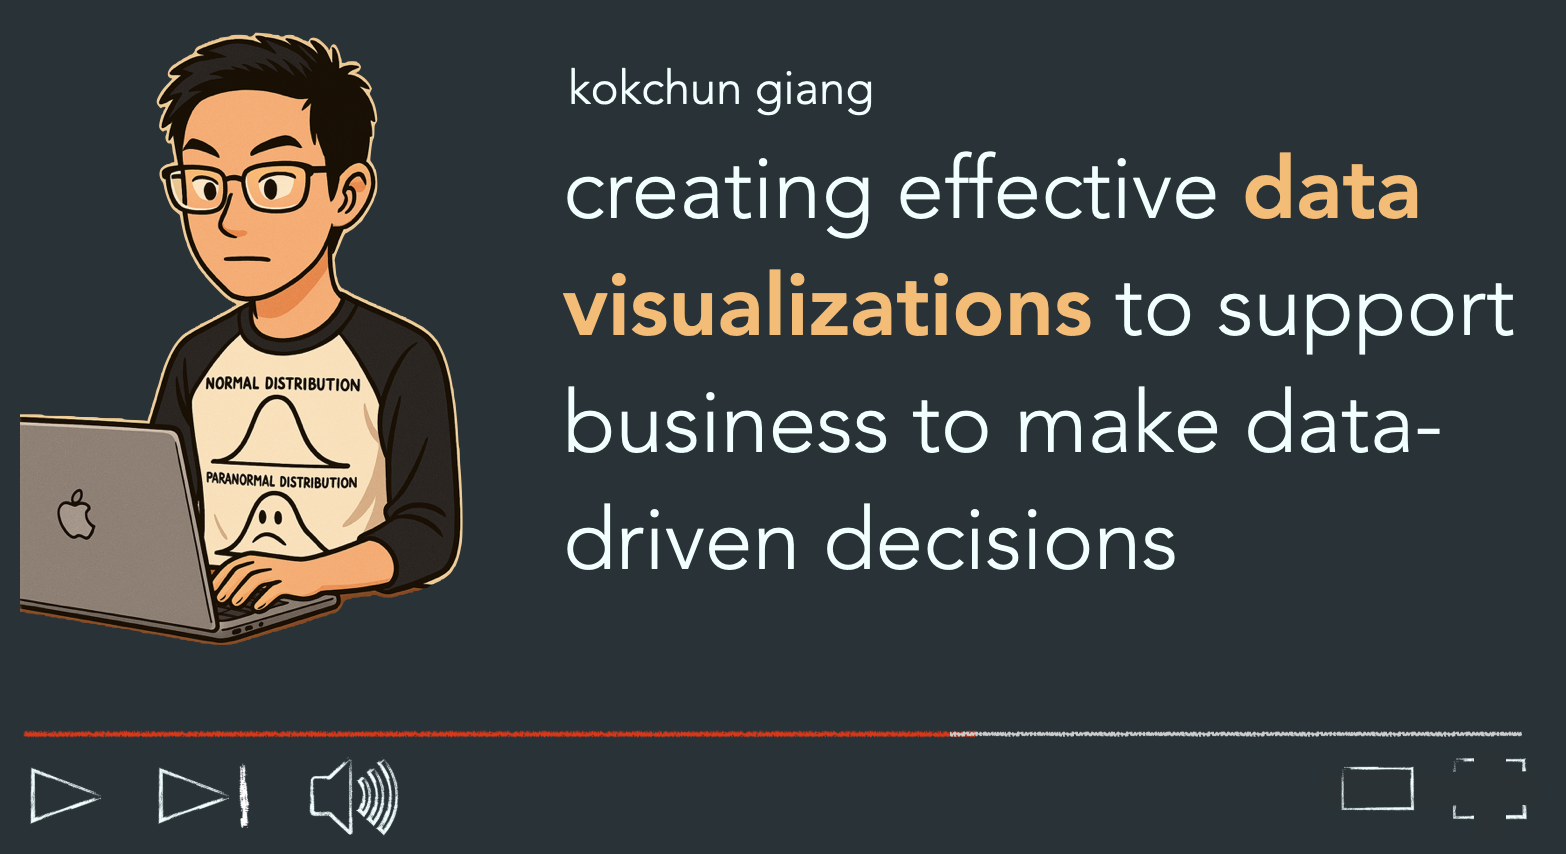 kokchun giang
creating effective data
visualizations to support
business to make data-
driven decisions
NORMAL DISTRIBUTION
PARANORMAL DISTRIBUTION